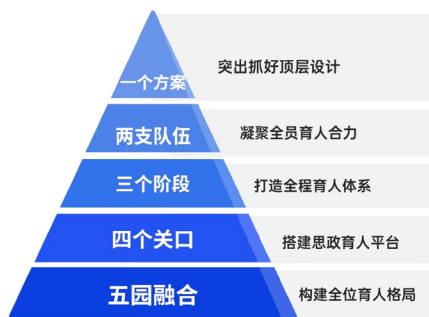 一个方案
突出抓好顶层设计
两支队伍
凝聚全员育人合力
三个阶段
打造全程育人体系
四个关口
搭建思政育人平台
五园融合
构建全位育人格局